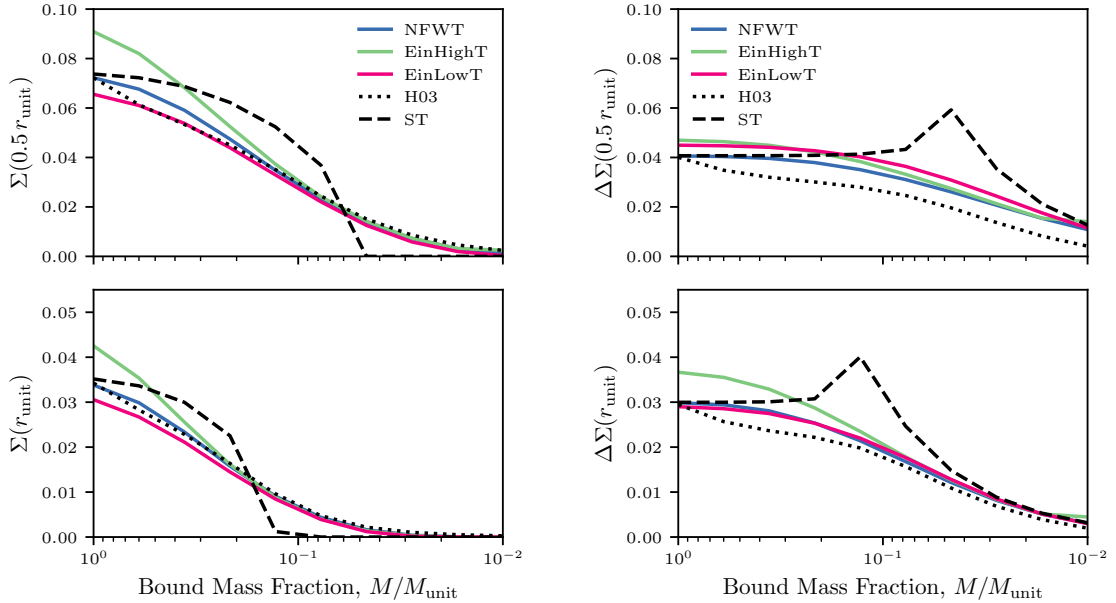 0.10
0.08
0.06
0.04
0.02
0.00
Σ(0.5 r_unit)
NFWT
EinHighT
EinLowT
H03
ST
0.10
0.08
0.06
0.04
0.02
0.00
ΔΣ(0.5 r_unit)
NFWT
EinHighT
EinLowT
H03
ST
0.05
0.04
0.03
0.02
0.01
0.00
Σ(r_unit)
10⁰
10⁻¹
10⁻²
Bound Mass Fraction, M/M_unit
0.05
0.04
0.03
0.02
0.01
0.00
ΔΣ(r_unit)
10⁰
10⁻¹
10⁻²
Bound Mass Fraction, M/M_unit